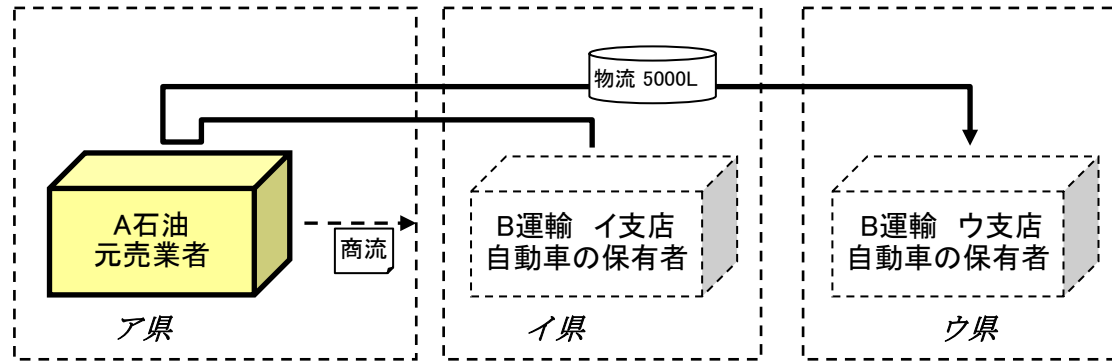 物流 5000L
A石油
元売業者
商流
B運輸 イ支店
自動車の保有者
B運輸 ウ支店
自動車の保有者
ア県
イ県
ウ県